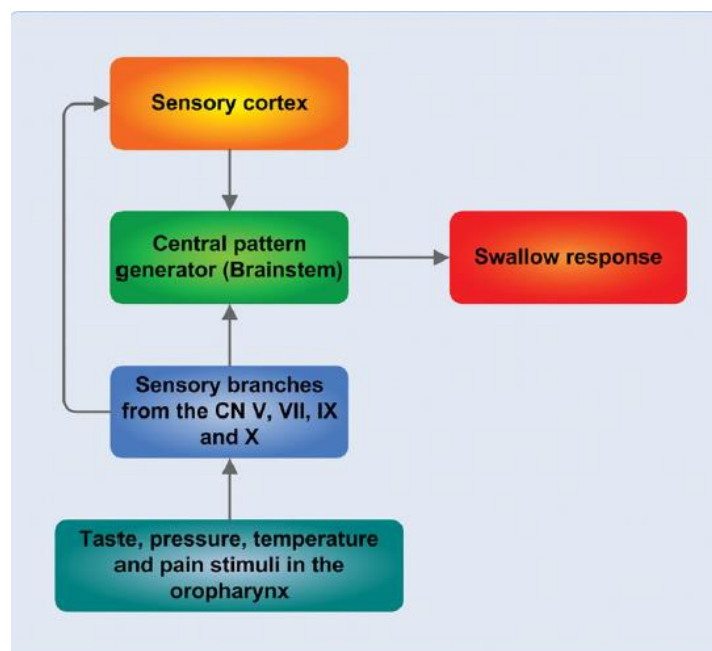 Sensory cortex
Central pattern
generator (Brainstem)
Swallow response
Sensory branches
from the CN V, VII, IX
and X
Taste, pressure, temperature
and pain stimuli in the
oropharynx